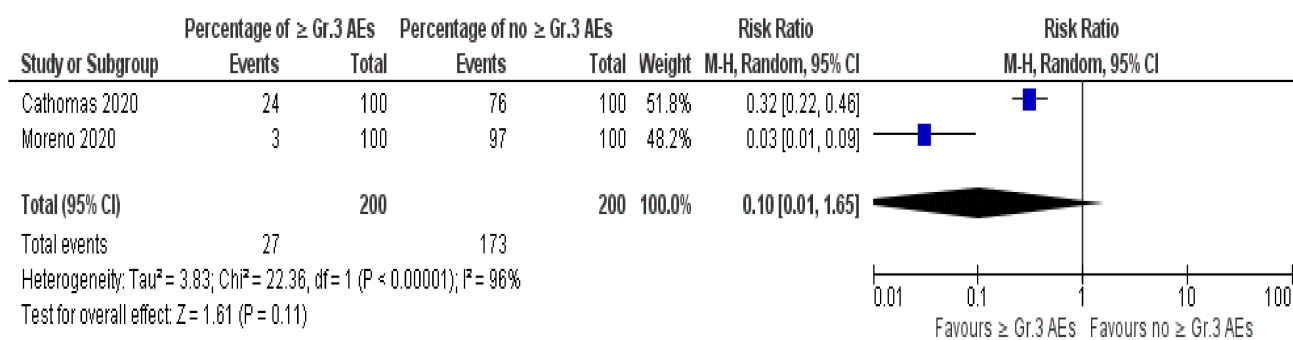 Percentage of ≥ Gr.3 AEs Percentage of no ≥ Gr.3 AEs Risk Ratio Risk Ratio
Study or Subgroup Events Total Events Total Weight M-H, Random, 95% CI M-H, Random, 95% CI
Cathomas 2020 24 100 76 100 51.8% 0.32 [0.22, 0.46]
Moreno 2020 3 100 97 100 48.2% 0.03 [0.01, 0.09]
Total (95% CI) 200 200 100.0% 0.10 [0.01, 1.65]
Total events 27 173
Heterogeneity: Tau² = 3.83; Chi² = 22.36, df = 1 (P < 0.00001); I² = 96%
Test for overall effect: Z = 1.61 (P = 0.11)
0.01 0.1 1 10 100
Favours ≥ Gr.3 AEs Favours no ≥ Gr.3 AEs